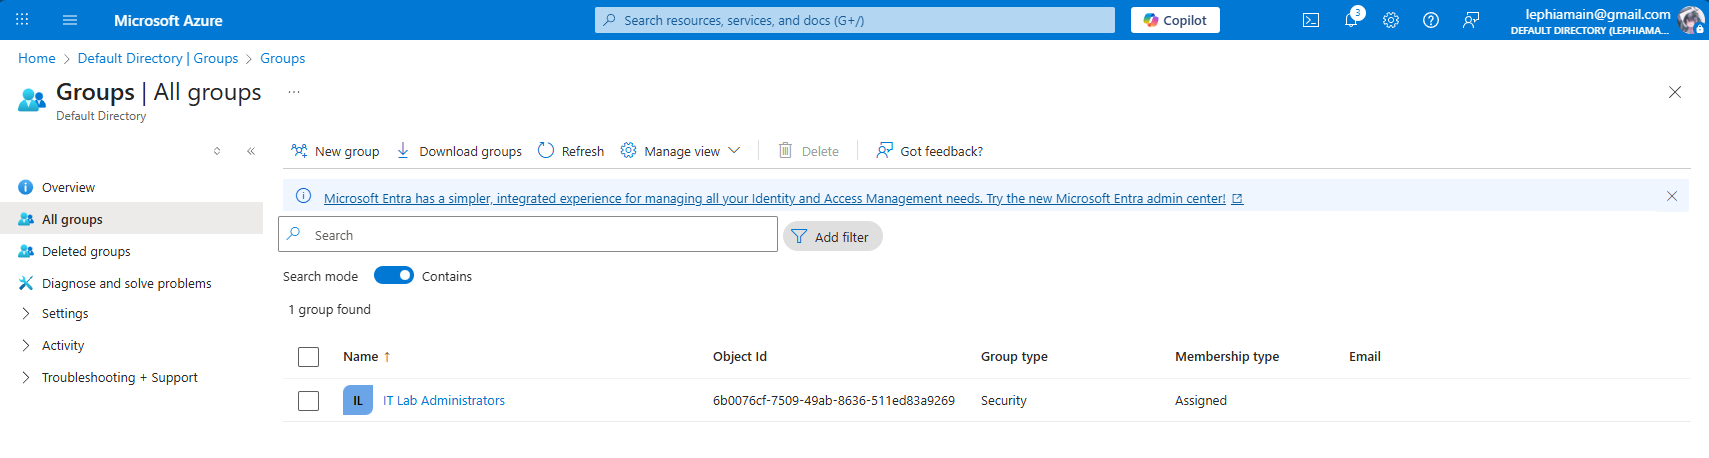 Microsoft Azure
Search resources, services, and docs (G+/)
Copilot
3
lephiamain@gmail.com
DEFAULT DIRECTORY (LEPHIAMA...
Home > Default Directory | Groups > Groups
Groups | All groups ...
Default Directory
New group
Download groups
Refresh
Manage view
Delete
Got feedback?
Overview
All groups
Deleted groups
Diagnose and solve problems
Settings
Activity
Troubleshooting + Support
Microsoft Entra has a simpler, integrated experience for managing all your Identity and Access Management needs. Try the new Microsoft Entra admin center!
Search
Add filter
Search mode Contains
1 group found
Name ↑ Object Id Group type Membership type Email
IL IT Lab Administrators 6b0076cf-7509-49ab-8636-511ed83a9269 Security Assigned